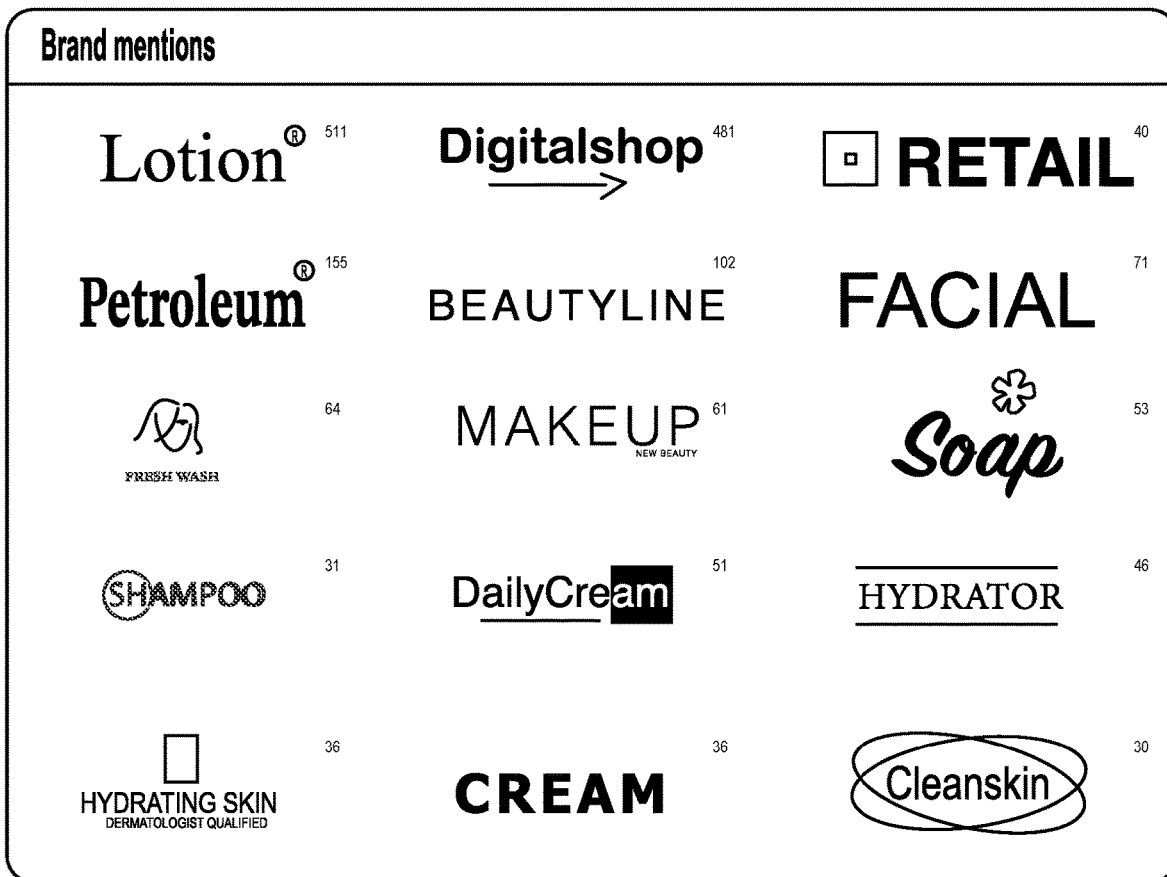 Brand mentions
Lotion® 511
Digitalshop 481
RETAIL 40
Petroleum® 155
BEAUTYLINE 102
FACIAL 71
64
FRESH WASH
MAKEUP 61
NEW BEAUTY
Soap 53
SHAMPOO 31
DailyCream 51
HYDRATOR 46
36
HYDRATING SKIN
DERMATOLOGIST QUALIFIED
CREAM 36
Cleanskin 30